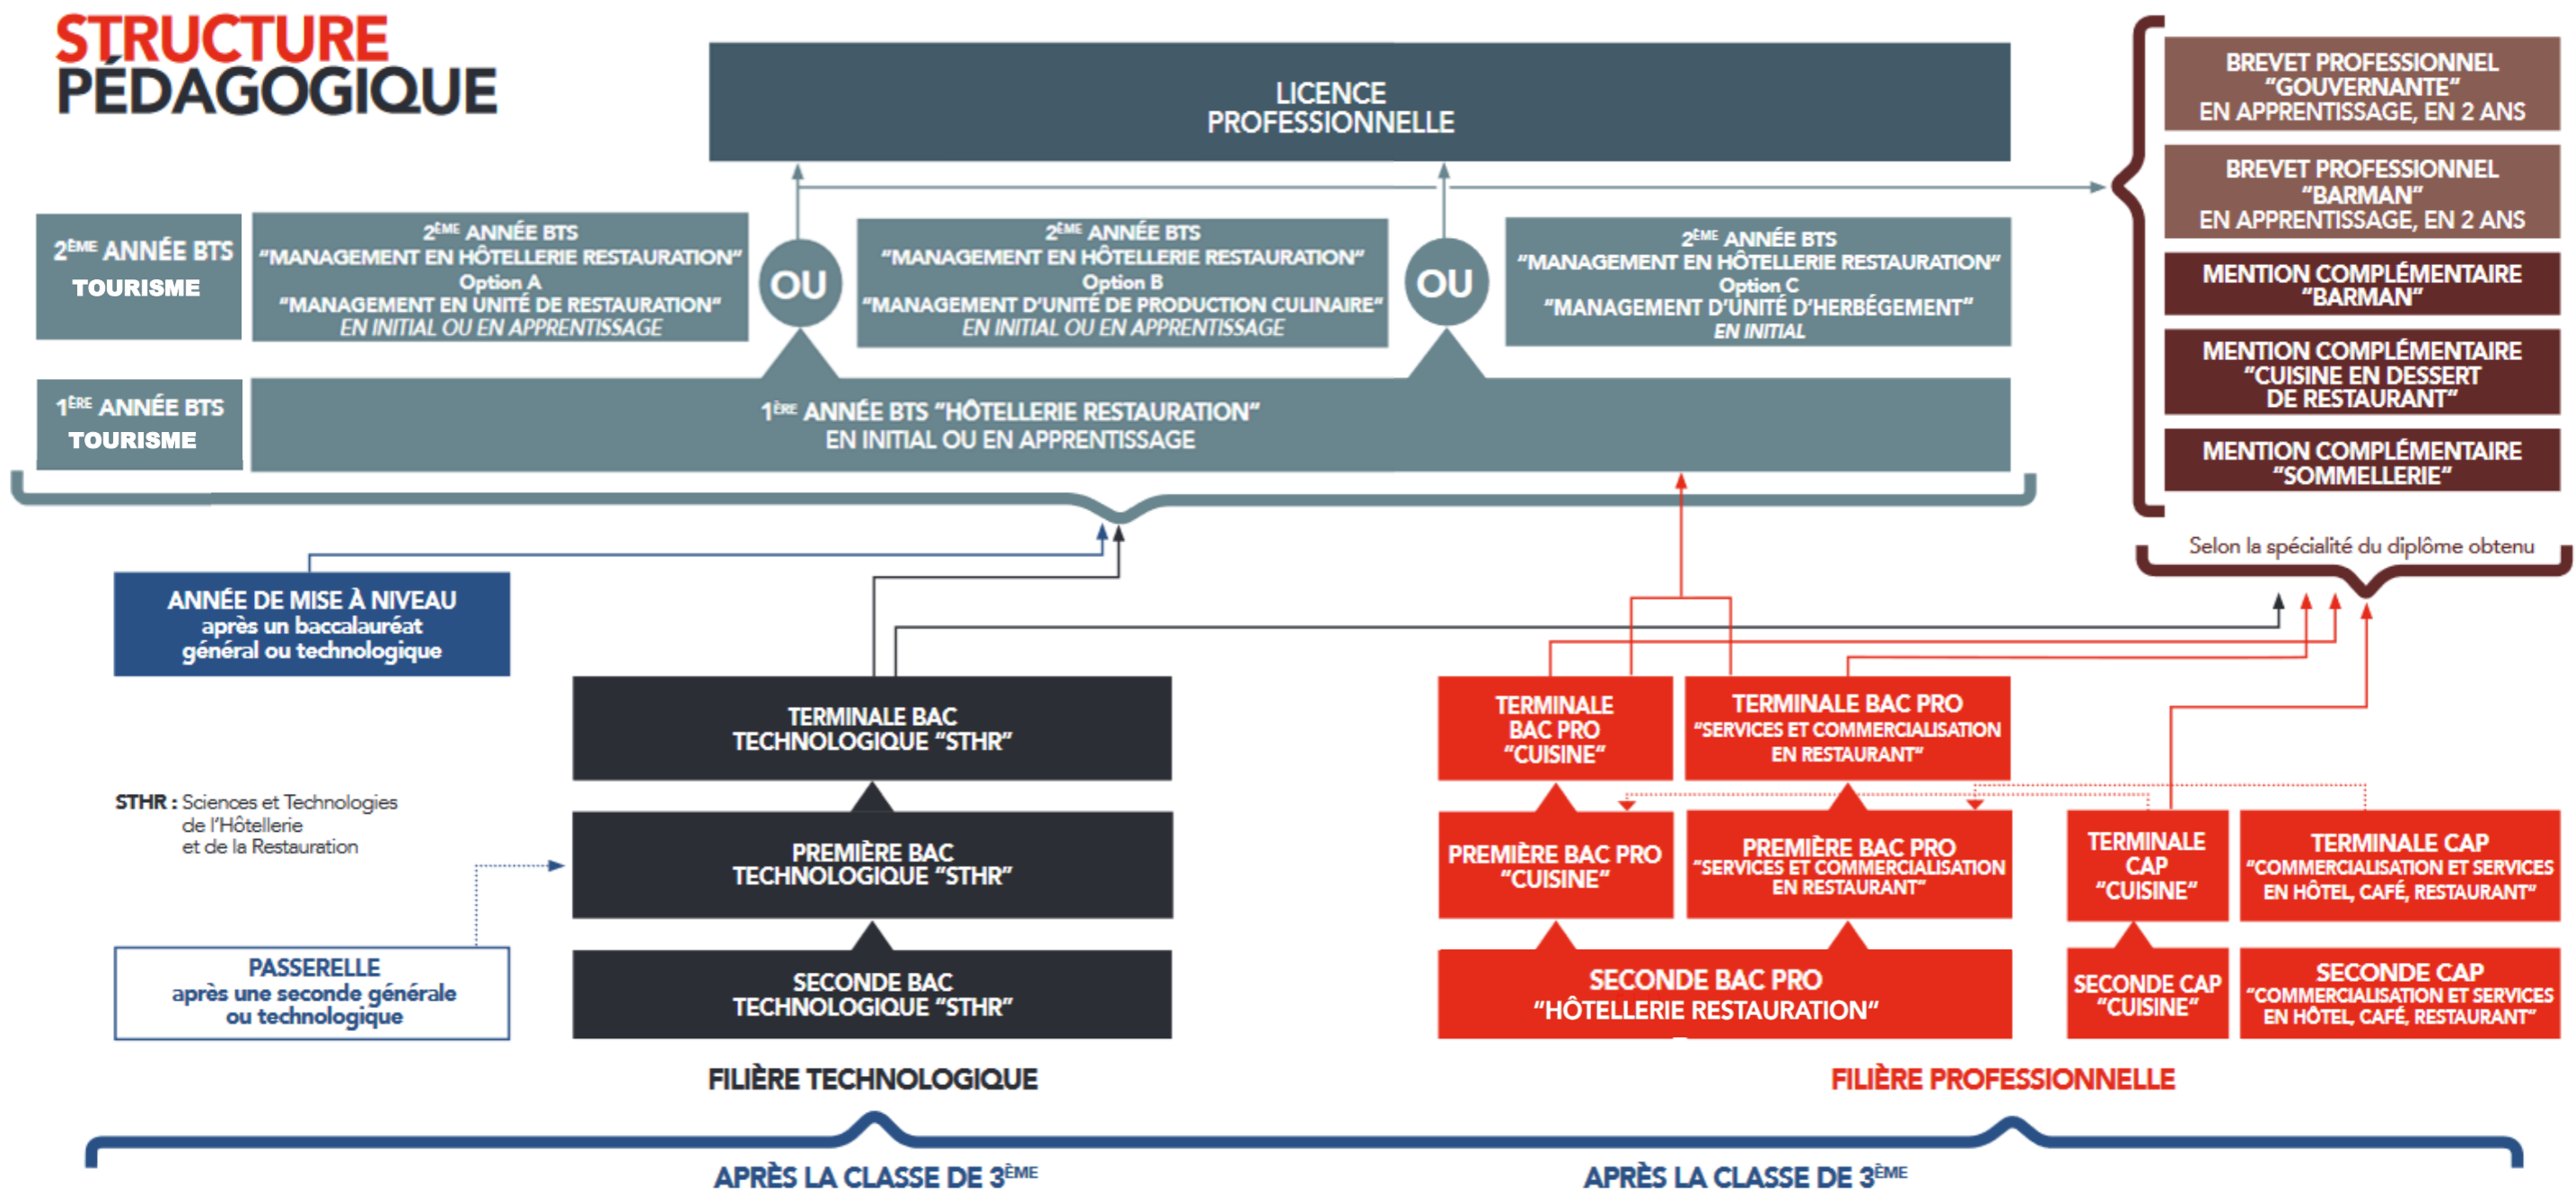 STRUCTURE
PÉDAGOGIQUE
LICENCE
PROFESSIONNELLE
BREVET PROFESSIONNEL
"GOUVERNANTE"
EN APPRENTISSAGE, EN 2 ANS
BREVET PROFESSIONNEL
"BARMAN"
EN APPRENTISSAGE, EN 2 ANS
MENTION COMPLÉMENTAIRE
"BARMAN"
MENTION COMPLÉMENTAIRE
"CUISINE EN DESSERT
DE RESTAURANT"
MENTION COMPLÉMENTAIRE
"SOMMELLERIE"
Selon la spécialité du diplôme obtenu
2ÈME ANNÉE BTS
TOURISME
2ÈME ANNÉE BTS
"MANAGEMENT EN HÔTELLERIE RESTAURATION"
Option A
"MANAGEMENT EN UNITÉ DE RESTAURATION"
EN INITIAL OU EN APPRENTISSAGE
OU
2ÈME ANNÉE BTS
"MANAGEMENT EN HÔTELLERIE RESTAURATION"
Option B
"MANAGEMENT D'UNITÉ DE PRODUCTION CULINAIRE"
EN INITIAL OU EN APPRENTISSAGE
OU
2ÈME ANNÉE BTS
"MANAGEMENT EN HÔTELLERIE RESTAURATION"
Option C
"MANAGEMENT D'UNITÉ D'HERBÉGEMENT"
EN INITIAL
1ÈRE ANNÉE BTS
TOURISME
1ÈRE ANNÉE BTS "HÔTELLERIE RESTAURATION"
EN INITIAL OU EN APPRENTISSAGE
ANNÉE DE MISE À NIVEAU
après un baccalauréat
général ou technologique
TERMINALE BAC
TECHNOLOGIQUE "STHR"
TERMINALE
BAC PRO
"CUISINE"
TERMINALE BAC PRO
"SERVICES ET COMMERCIALISATION
EN RESTAURANT"
STHR : Sciences et Technologies
de l'Hôtellerie
et de la Restauration
PREMIÈRE BAC
TECHNOLOGIQUE "STHR"
PREMIÈRE BAC PRO
"CUISINE"
PREMIÈRE BAC PRO
"SERVICES ET COMMERCIALISATION
EN RESTAURANT"
TERMINALE
CAP
"CUISINE"
TERMINALE CAP
"COMMERCIALISATION ET SERVICES
EN HÔTEL, CAFÉ, RESTAURANT"
PASSERELLE
après une seconde générale
ou technologique
SECONDE BAC
TECHNOLOGIQUE "STHR"
SECONDE BAC PRO
"HÔTELLERIE RESTAURATION"
SECONDE CAP
"CUISINE"
SECONDE CAP
"COMMERCIALISATION ET SERVICES
EN HÔTEL, CAFÉ, RESTAURANT"
FILIÈRE TECHNOLOGIQUE
FILIÈRE PROFESSIONNELLE
APRÈS LA CLASSE DE 3ÈME
APRÈS LA CLASSE DE 3ÈME